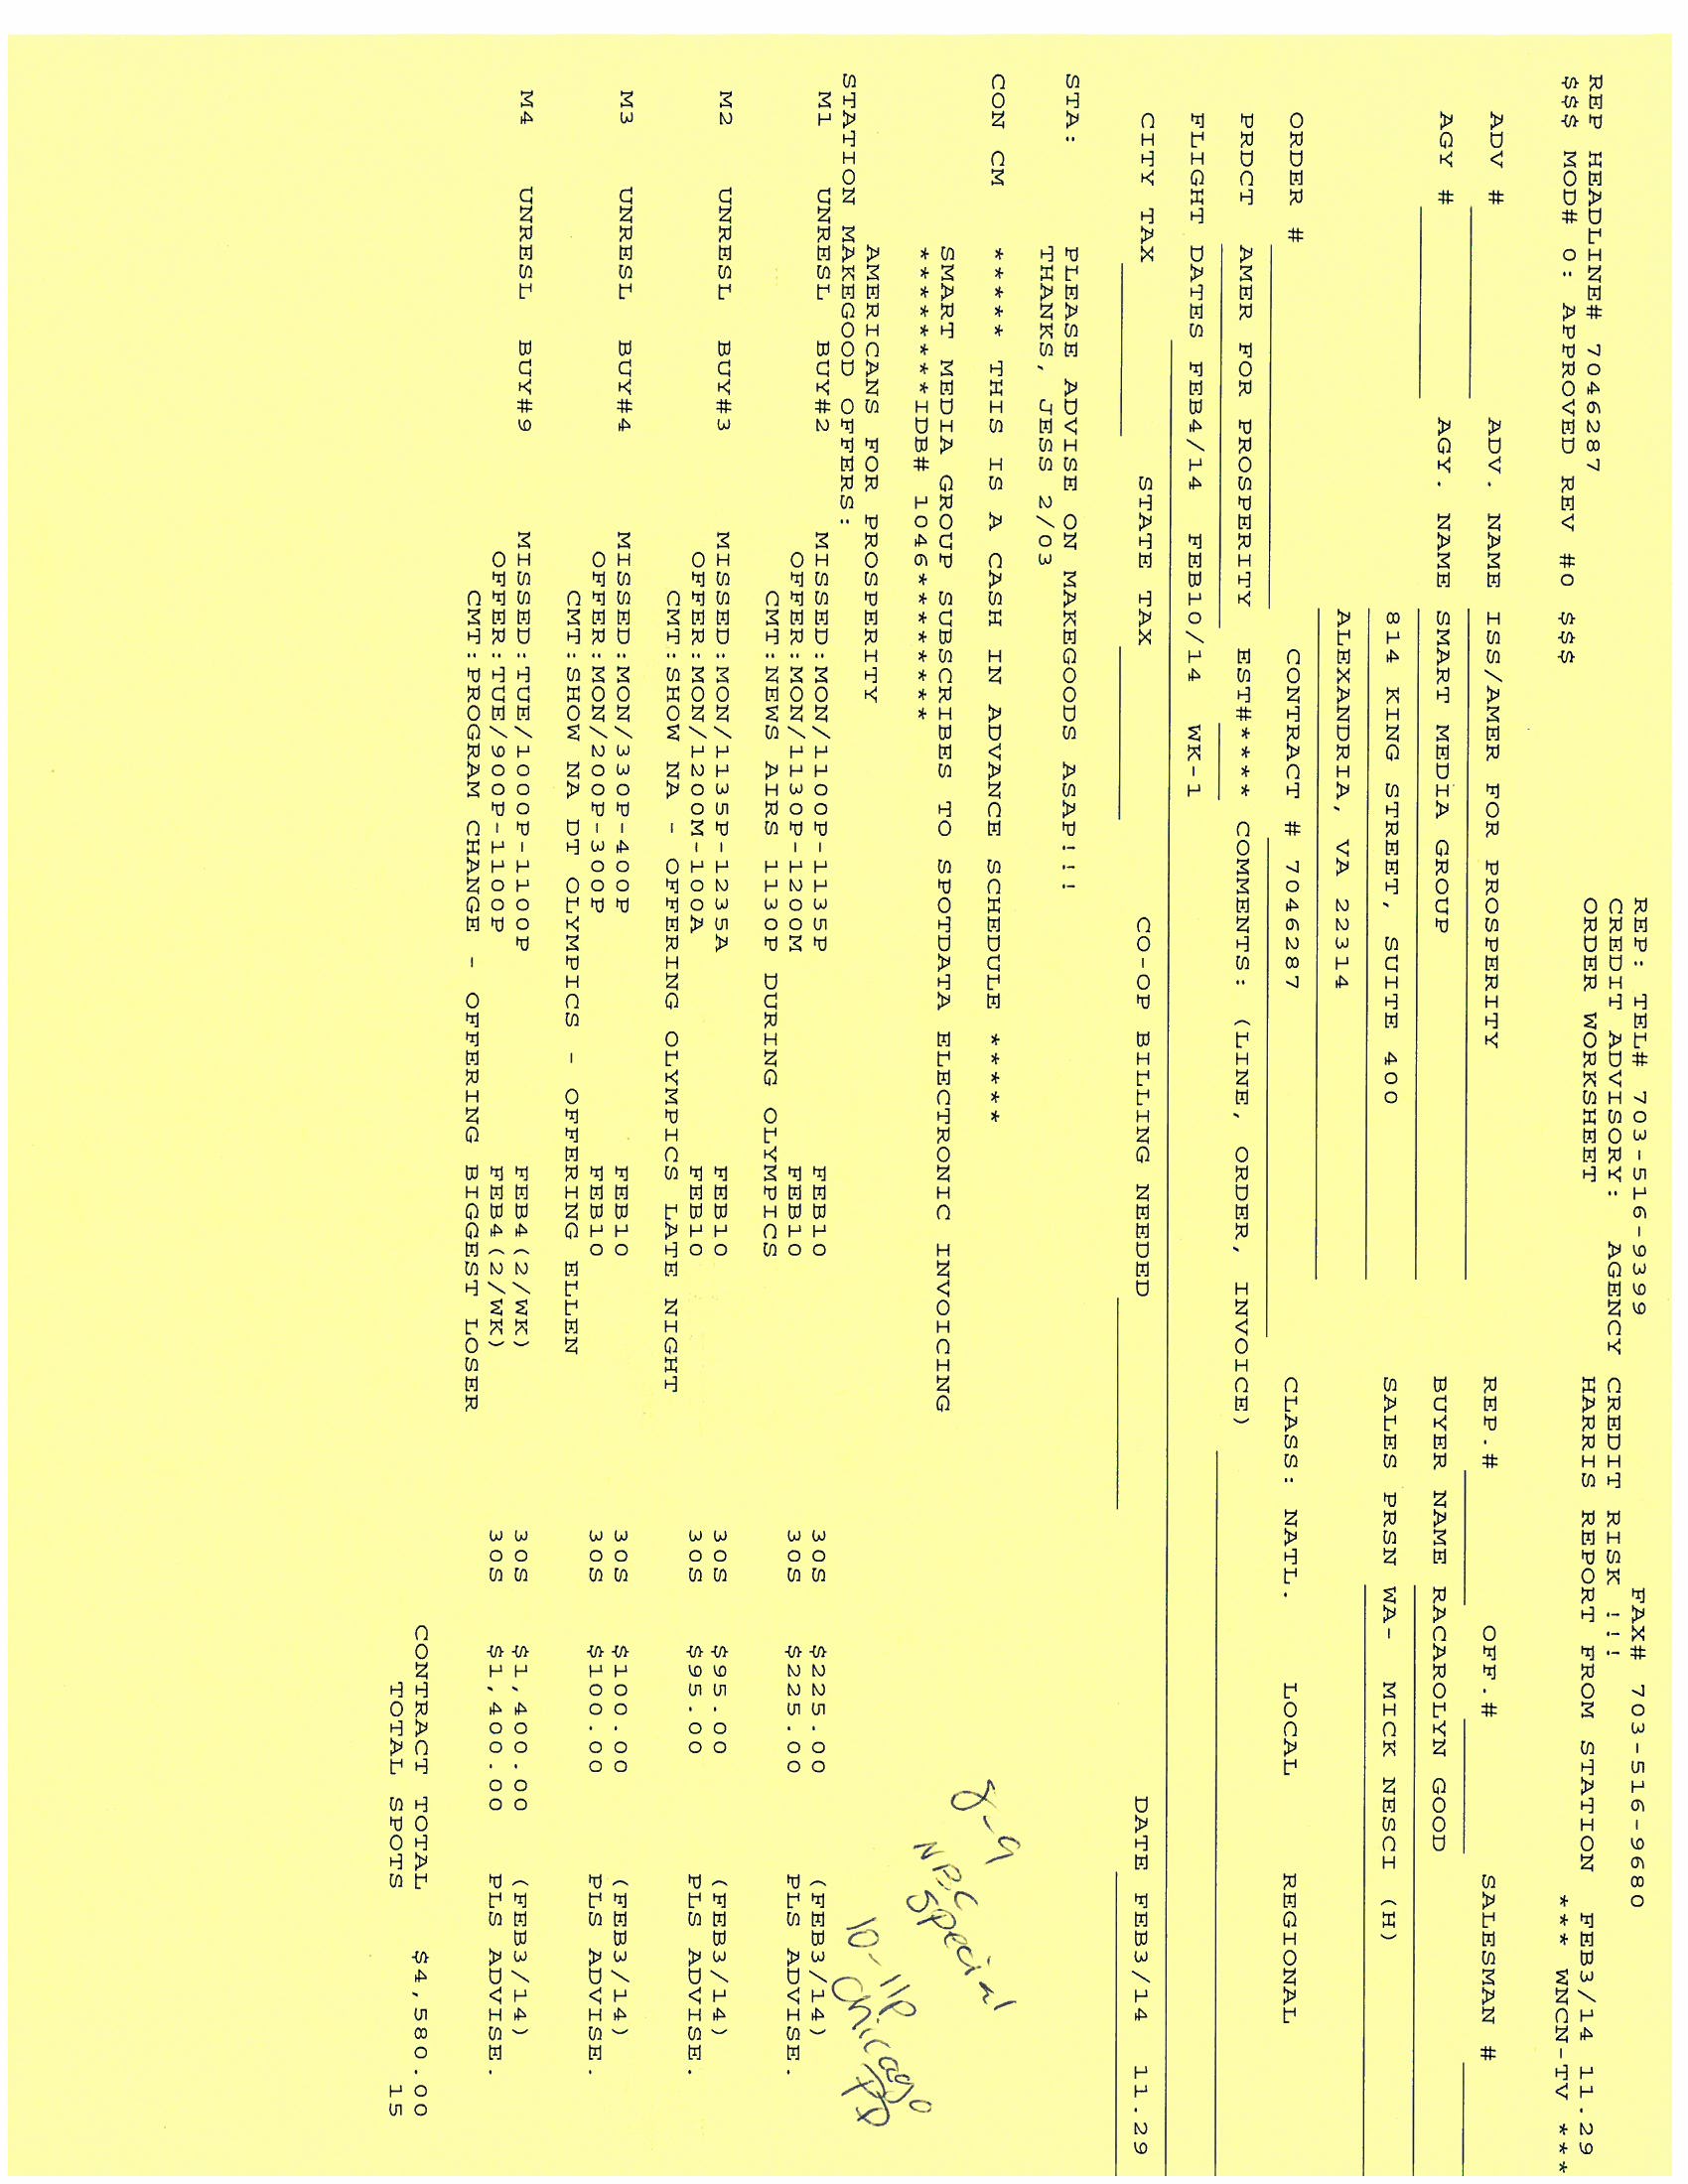 REP: TEL# 703-516-9399 FAX# 703-516-9680
CREDIT ADVISORY: AGENCY CREDIT RISK !!!
REP HEADLINE# 7046287 ORDER WORKSHEET HARRIS REPORT FROM STATION FEB3/14 11.29
$$$ MOD# 0: APPROVED REV #0 $$$ *** WNCN-TV ***
ADV # ADV. NAME ISS/AMER FOR PROSPERITY REP.# OFF.# SALESMAN #
AGY # AGY. NAME SMART MEDIA GROUP BUYER NAME RACAROLYN GOOD
814 KING STREET, SUITE 400 SALES PRSN WA- MICK NESCI (H)
ALEXANDRIA, VA 22314
ORDER # CONTRACT # 7046287 CLASS: NATL. LOCAL REGIONAL
PRDCT AMER FOR PROSPERITY EST#**** COMMENTS: (LINE, ORDER, INVOICE)
FLIGHT DATES FEB4/14 FEB10/14 WK-1
CITY TAX STATE TAX CO-OP BILLING NEEDED DATE FEB3/14 11.29
STA: PLEASE ADVISE ON MAKEGOODS ASAP!!!
THANKS, JESS 2/03
CON CM ***** THIS IS A CASH IN ADVANCE SCHEDULE *****
8-9
NBC
Special
SMART MEDIA GROUP SUBSCRIBES TO SPOTDATA ELECTRONIC INVOICING
*********IDB# 1046*********
10-11p
Chicago
PD
AMERICANS FOR PROSPERITY
STATION MAKEGOOD OFFERS:
M1 UNRESL BUY#2 MISSED:MON/1100P-1135P FEB10 30S $225.00 (FEB3/14)
OFFER:MON/1130P-1200M FEB10 30S $225.00 PLS ADVISE.
CMT:NEWS AIRS 1130P DURING OLYMPICS
M2 UNRESL BUY#3 MISSED:MON/1135P-1235A FEB10 30S $95.00 (FEB3/14)
OFFER:MON/1200M-100A FEB10 30S $95.00 PLS ADVISE.
CMT:SHOW NA - OFFERING OLYMPICS LATE NIGHT
M3 UNRESL BUY#4 MISSED:MON/330P-400P FEB10 30S $100.00 (FEB3/14)
OFFER:MON/200P-300P FEB10 30S $100.00 PLS ADVISE.
CMT:SHOW NA DT OLYMPICS - OFFERING ELLEN
M4 UNRESL BUY#9 MISSED:TUE/1000P-1100P FEB4(2/WK) 30S $1,400.00 (FEB3/14)
OFFER:TUE/900P-1100P FEB4(2/WK) 30S $1,400.00 PLS ADVISE.
CMT:PROGRAM CHANGE - OFFERING BIGGEST LOSER
CONTRACT TOTAL $4,580.00
TOTAL SPOTS 15